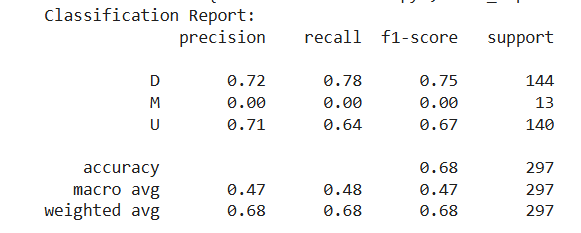 Classification Report:
precision recall f1-score support
D 0.72 0.78 0.75 144
M 0.00 0.00 0.00 13
U 0.71 0.64 0.67 140
accuracy 0.68 297
macro avg 0.47 0.48 0.47 297
weighted avg 0.68 0.68 0.68 297